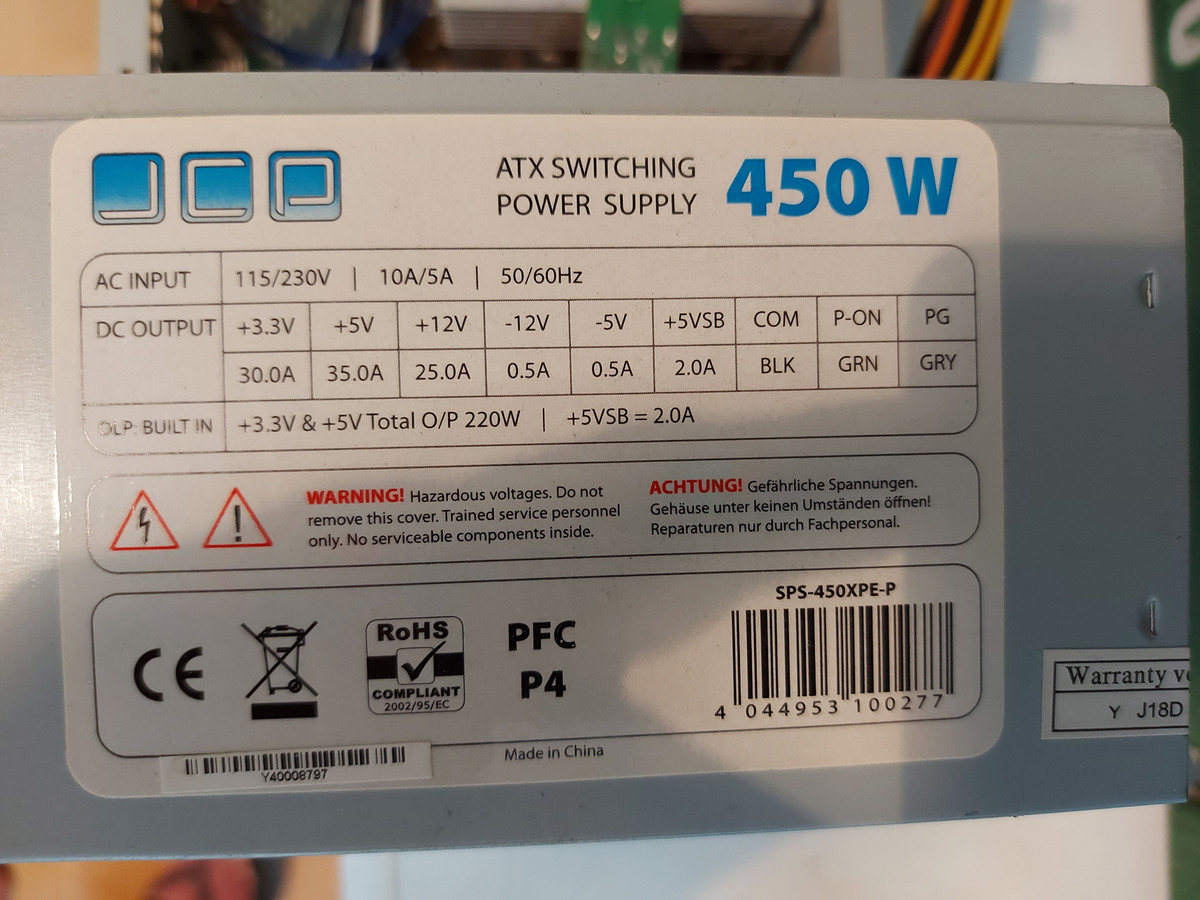 JCP
ATX SWITCHING
POWER SUPPLY
450 W
AC INPUT 115/230V | 10A/5A | 50/60Hz
DC OUTPUT +3.3V +5V +12V -12V -5V +5VSB COM P-ON PG
30.0A 35.0A 25.0A 0.5A 0.5A 2.0A BLK GRN GRY
OLP: BUILT IN +3.3V & +5V Total O/P 220W | +5VSB = 2.0A
WARNING! Hazardous voltages. Do not
remove this cover. Trained service personnel
only. No serviceable components inside.
ACHTUNG! Gefährliche Spannungen.
Gehäuse unter keinen Umständen öffnen!
Reparaturen nur durch Fachpersonal.
CE
RoHS
COMPLIANT
2002/95/EC
PFC
P4
SPS-450XPE-P
4 044953 100277
Made in China
Y40008797
Warranty
Y J18D